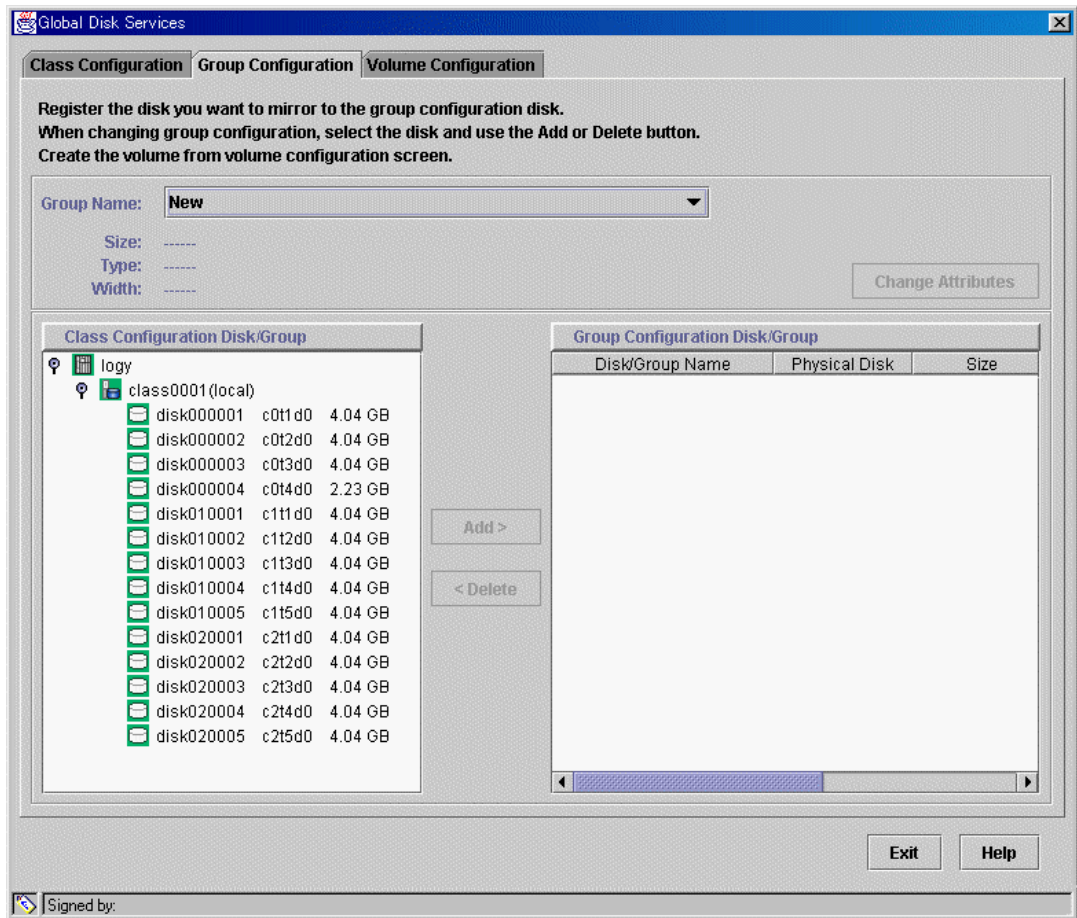 Global Disk Services
Class Configuration Group Configuration Volume Configuration
Register the disk you want to mirror to the group configuration disk.
When changing group configuration, select the disk and use the Add or Delete button.
Create the volume from volume configuration screen.
Group Name: New
Size: ------
Type: ------
Width: ------
Change Attributes
Class Configuration Disk/Group
logy
class0001(local)
disk000001 c0t1d0 4.04 GB
disk000002 c0t2d0 4.04 GB
disk000003 c0t3d0 4.04 GB
disk000004 c0t4d0 2.23 GB
disk010001 c1t1d0 4.04 GB
disk010002 c1t2d0 4.04 GB
disk010003 c1t3d0 4.04 GB
disk010004 c1t4d0 4.04 GB
disk010005 c1t5d0 4.04 GB
disk020001 c2t1d0 4.04 GB
disk020002 c2t2d0 4.04 GB
disk020003 c2t3d0 4.04 GB
disk020004 c2t4d0 4.04 GB
disk020005 c2t5d0 4.04 GB
Add >
< Delete
Group Configuration Disk/Group
Disk/Group Name Physical Disk Size
Exit Help
Signed by: